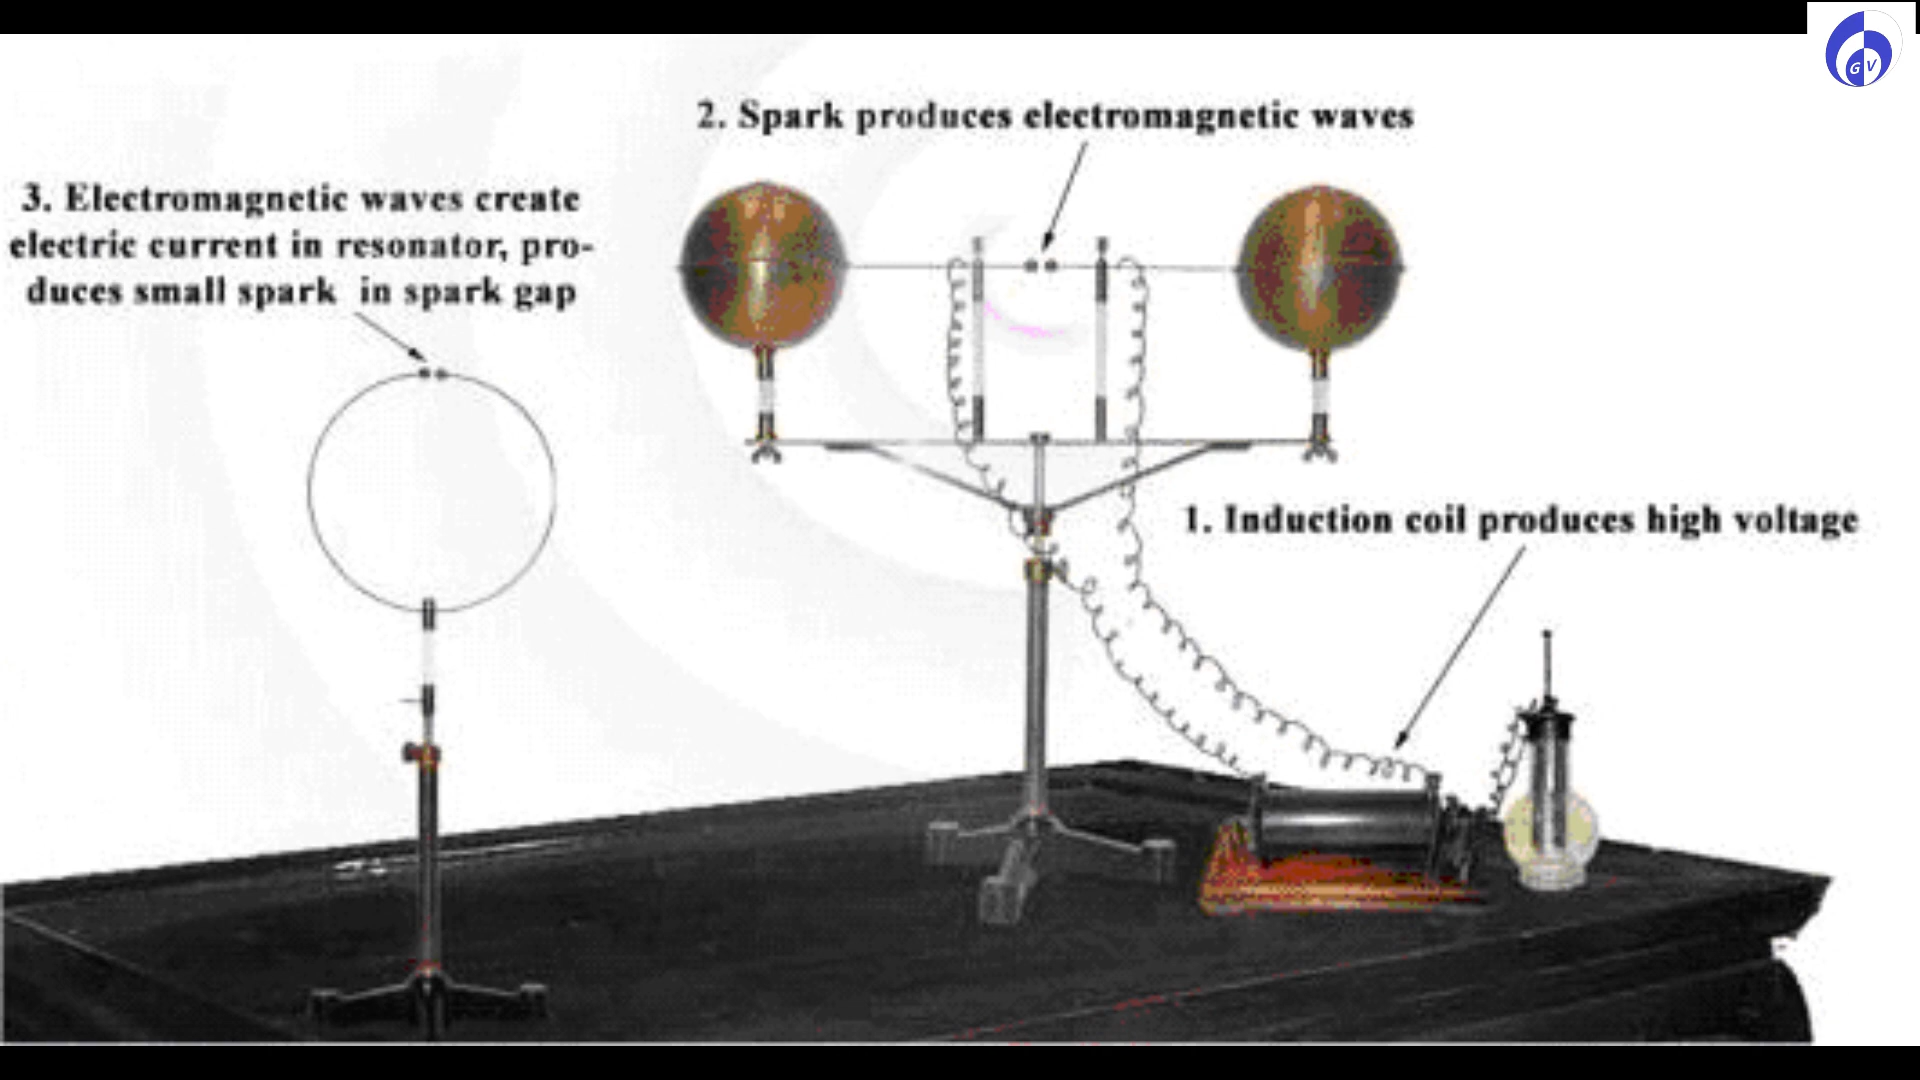 2. Spark produces electromagnetic waves
3. Electromagnetic waves create
electric current in resonator, pro-
duces small spark in spark gap
1. Induction coil produces high voltage
G V